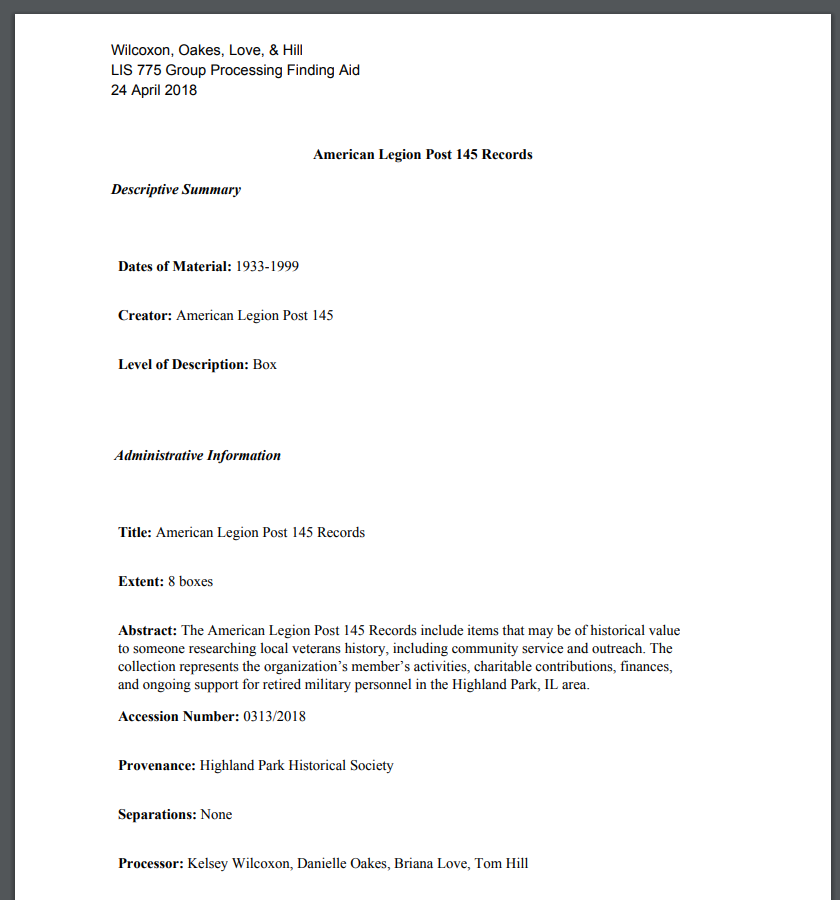 Wilcoxon, Oakes, Love, & Hill
LIS 775 Group Processing Finding Aid
24 April 2018
American Legion Post 145 Records
Descriptive Summary
Dates of Material: 1933-1999
Creator: American Legion Post 145
Level of Description: Box
Administrative Information
Title: American Legion Post 145 Records
Extent: 8 boxes
Abstract: The American Legion Post 145 Records include items that may be of historical value
to someone researching local veterans history, including community service and outreach. The
collection represents the organization’s member’s activities, charitable contributions, finances,
and ongoing support for retired military personnel in the Highland Park, IL area.
Accession Number: 0313/2018
Provenance: Highland Park Historical Society
Separations: None
Processor: Kelsey Wilcoxon, Danielle Oakes, Briana Love, Tom Hill